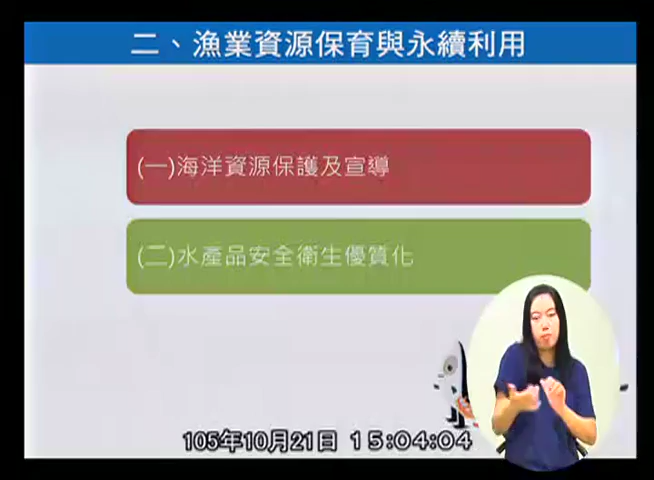 二、漁業資源保育與永續利用
(一)海洋資源保護及宣導
(二)水產品安全衛生優質化
105年10月21日 15:04:04